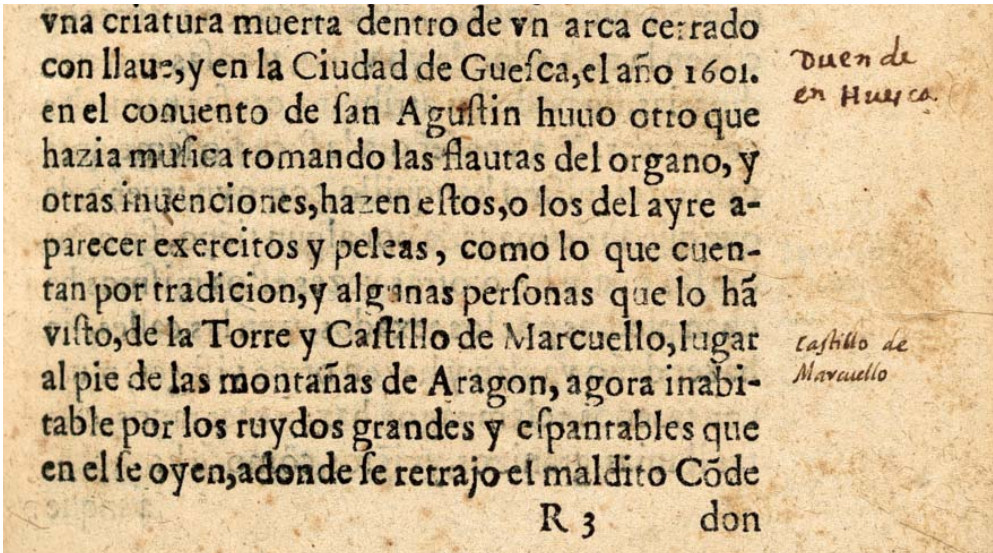 vna criatura muerta dentro de vn arca cerrado
con llaue, y en la Ciudad de Gueſca, el año 1601.
en el conuento de ſan Aguſtin huuo otro que
hazia muſica tomando las flautas del organo, y
otras inuenciones, hazen eſtos, o los del ayre a-
parecer exercitos y peleas, como lo que cuen-
tan por tradicion, y algunas perſonas que lo hã
viſto, de la Torre y Caſtillo de Marcuello, lugar
al pie de las montañas de Aragon, agora inabi-
table por los ruydos grandes y eſpantables que
en el ſe oyen, adonde ſe retrajo el maldito Cõde
R 3 don
Duende
en Hueſca.
Caſtillo de
Marcuello